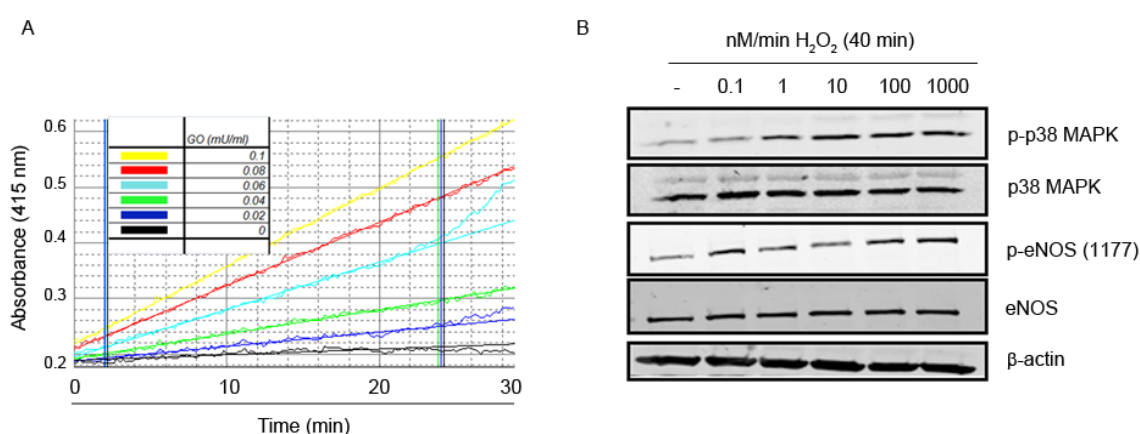 A
Absorbance (415 nm)
0.6
0.5
0.4
0.3
0.2
GO (mU/ml)
0.1
0.08
0.06
0.04
0.02
0
0 10 20 30
Time (min)
B
nM/min H₂O₂ (40 min)
- 0.1 1 10 100 1000
p-p38 MAPK
p38 MAPK
p-eNOS (1177)
eNOS
β-actin